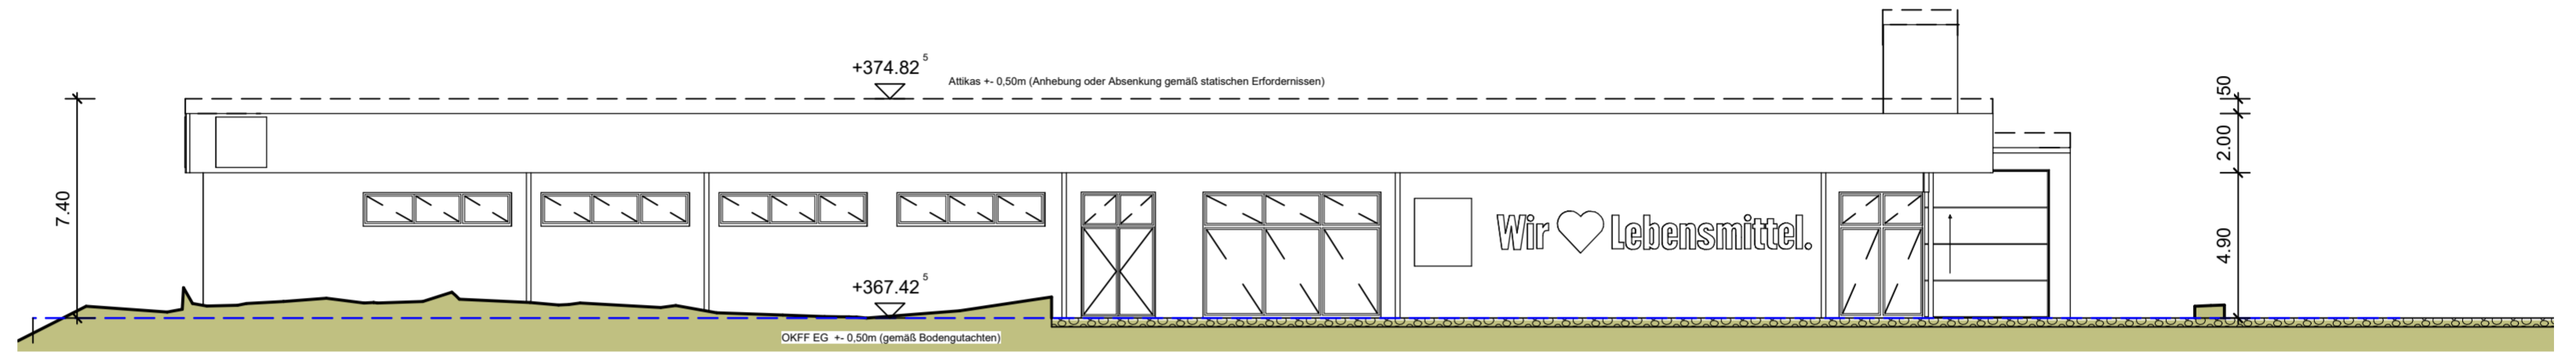 +374.82 5
Attikas +- 0,50m (Anhebung oder Absenkung gemäß statischen Erfordernissen)
50
2.00
7.40
Wir ♡ Lebensmittel.
4.90
+367.42 5
OKFF EG +- 0,50m (gemäß Bodengutachten)